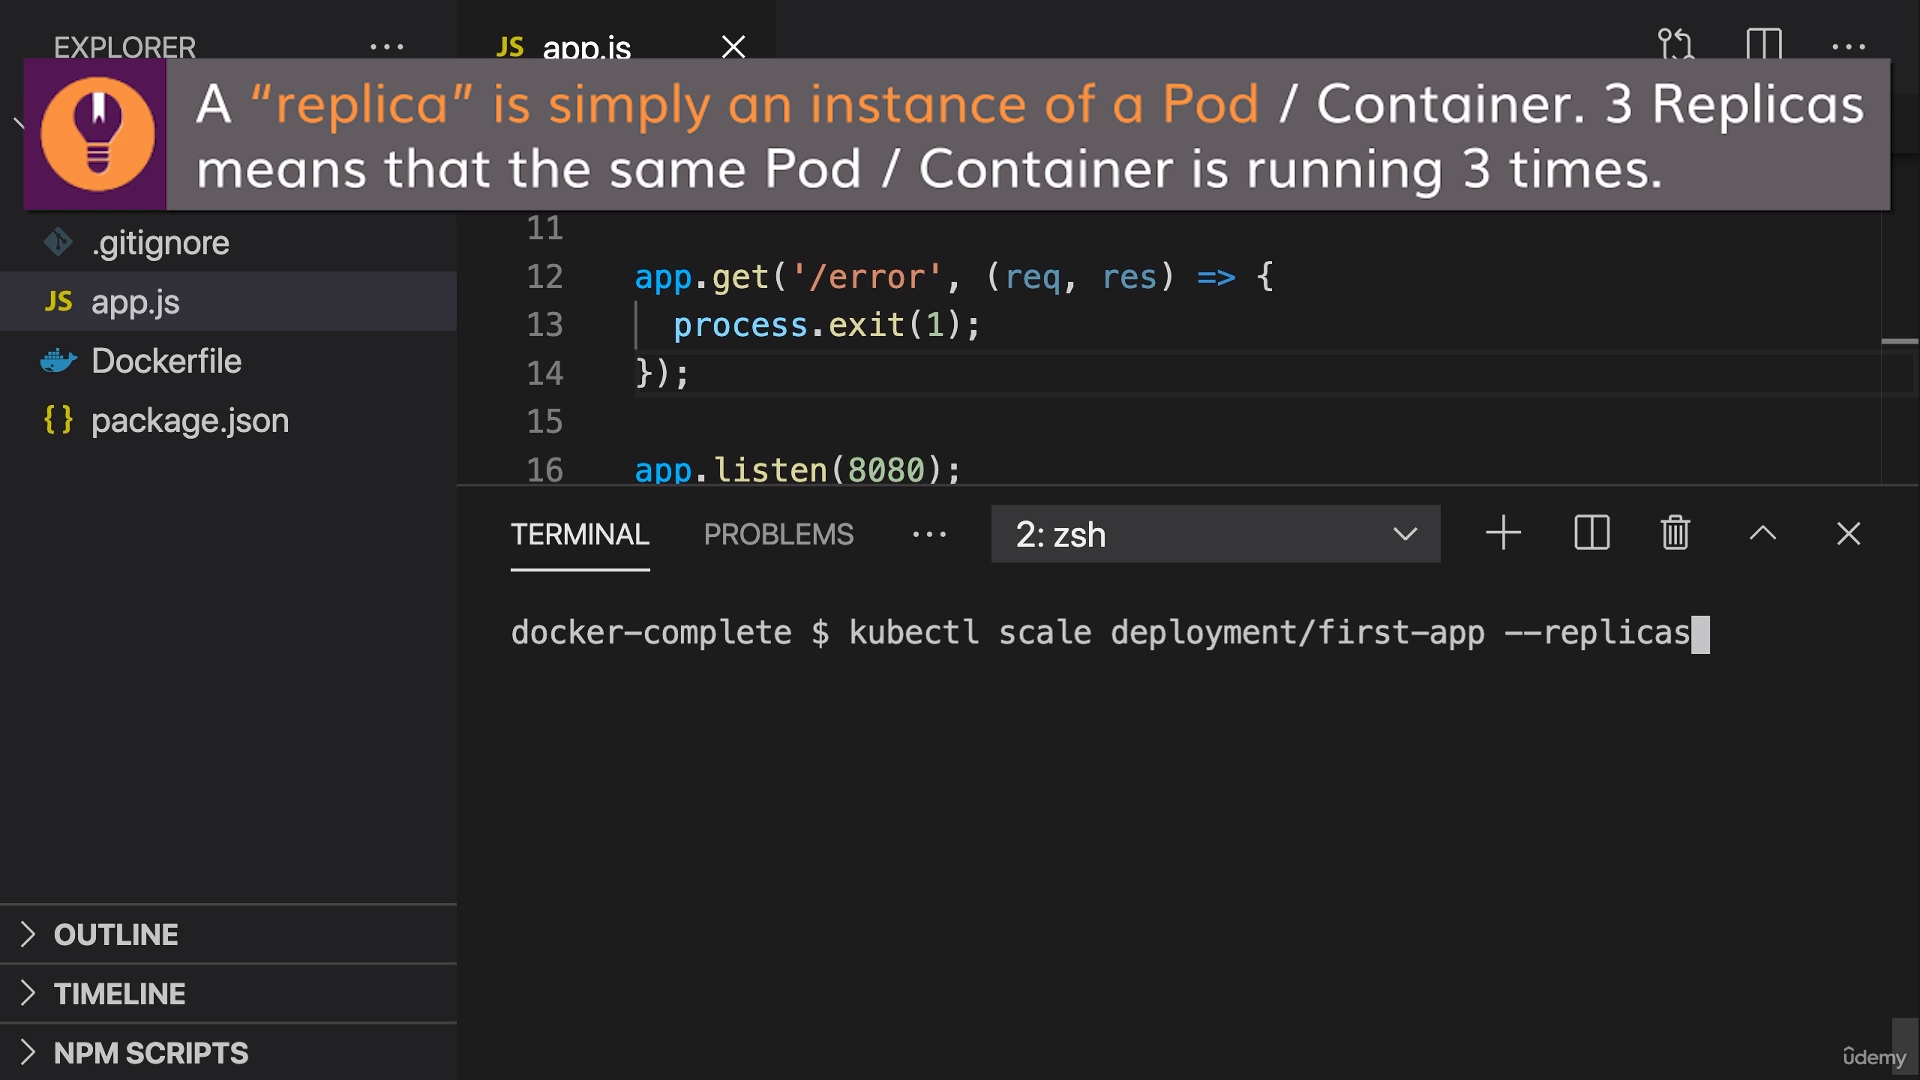 EXPLORER
JS app.js
A “replica” is simply an instance of a Pod / Container. 3 Replicas
means that the same Pod / Container is running 3 times.
.gitignore
JS app.js
Dockerfile
{ } package.json
11
12 app.get('/error', (req, res) => {
13 process.exit(1);
14 });
15
16 app.listen(8080);
TERMINAL PROBLEMS ··· 2: zsh
docker-complete $ kubectl scale deployment/first-app --replicas
OUTLINE
TIMELINE
NPM SCRIPTS
udemy